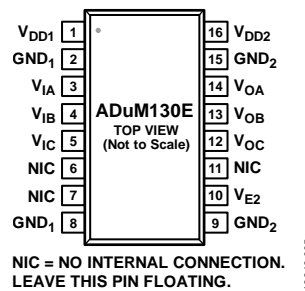 VDD1 1 16 VDD2
GND1 2 15 GND2
VIA 3 14 VOA
VIB 4 ADuM130E 13 VOB
TOP VIEW
VIC 5 (Not to Scale) 12 VOC
NIC 6 11 NIC
NIC 7 10 VE2
GND1 8 9 GND2
NIC = NO INTERNAL CONNECTION.
LEAVE THIS PIN FLOATING.